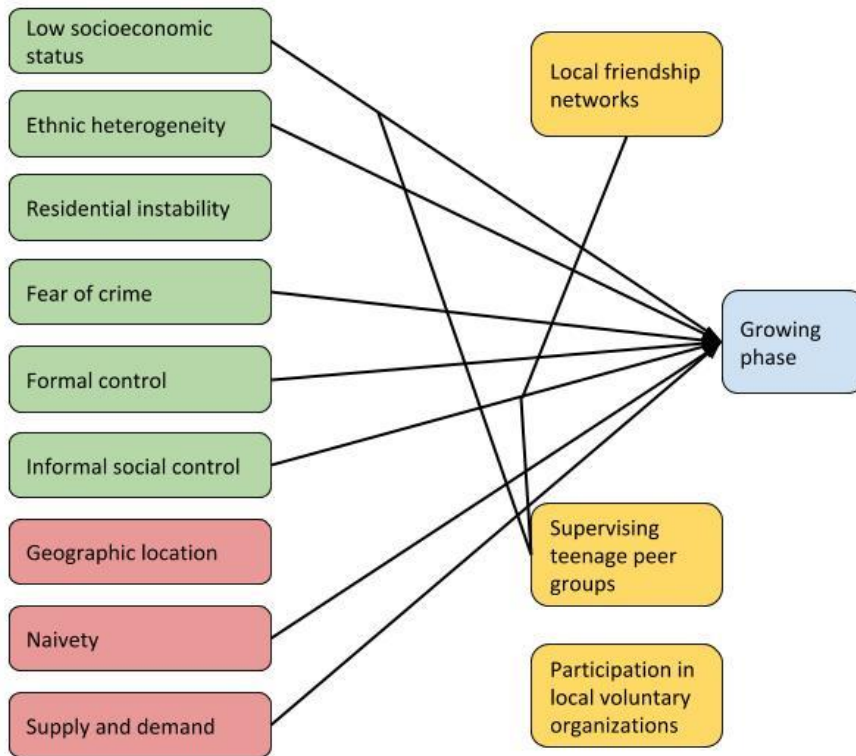 Low socioeconomic
status
Ethnic heterogeneity
Residential instability
Fear of crime
Formal control
Informal social control
Geographic location
Naivety
Supply and demand
Local friendship
networks
Supervising
teenage peer
groups
Participation in
local voluntary
organizations
Growing
phase